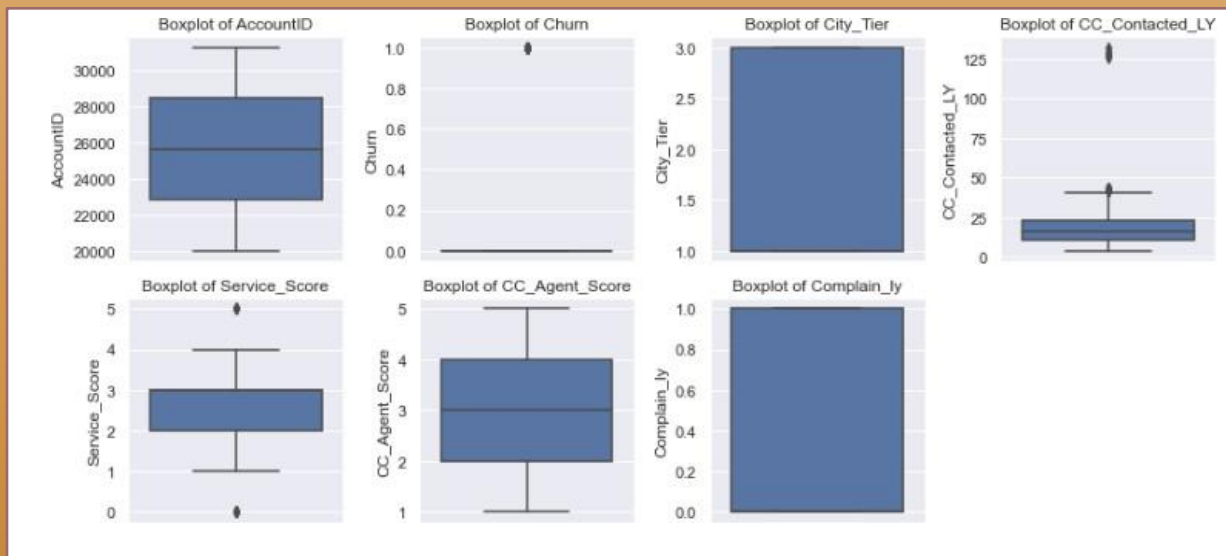 Boxplot of AccountID
30000
28000
26000
24000
22000
20000
AccountID
Boxplot of Churn
1.0
0.8
0.6
0.4
0.2
0.0
Churn
Boxplot of City_Tier
3.0
2.5
2.0
1.5
1.0
City_Tier
Boxplot of CC_Contacted_LY
125
100
75
50
25
0
CC_Contacted_LY
Boxplot of Service_Score
5
4
3
2
1
0
Service_Score
Boxplot of CC_Agent_Score
5
4
3
2
1
CC_Agent_Score
Boxplot of Complain_ly
1.0
0.8
0.6
0.4
0.2
0.0
Complain_ly